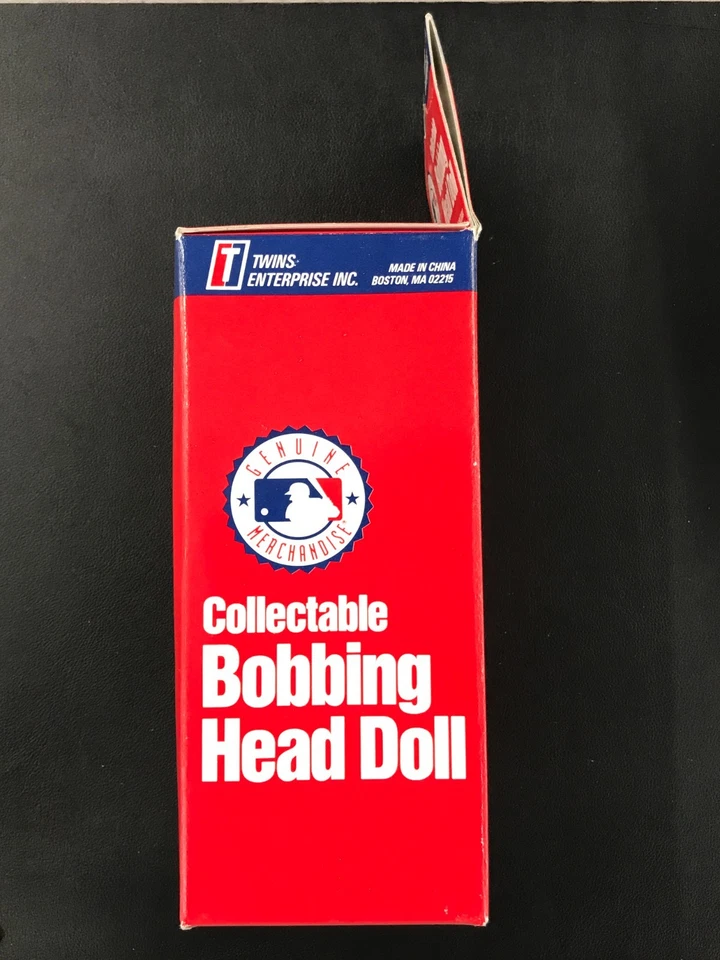 T
TWINS
ENTERPRISE INC.
MADE IN CHINA
BOSTON, MA 02215
GENUINE
MERCHANDISE
Collectable
Bobbing
Head Doll